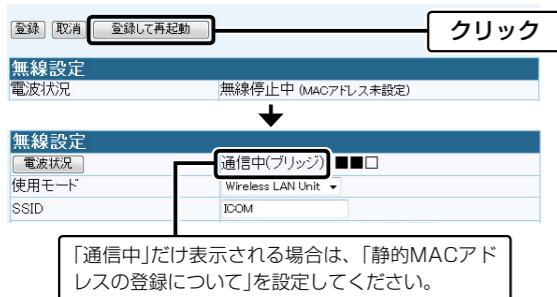 登録 取消 登録して再起動 クリック
無線設定
電波状況 無線停止中 (MACアドレス未設定)
無線設定
電波状況 通信中(ブリッジ) ■■□
使用モード Wireless LAN Unit
SSID ICOM
「通信中」だけ表示される場合は、「静的MACアド
レスの登録について」を設定してください。